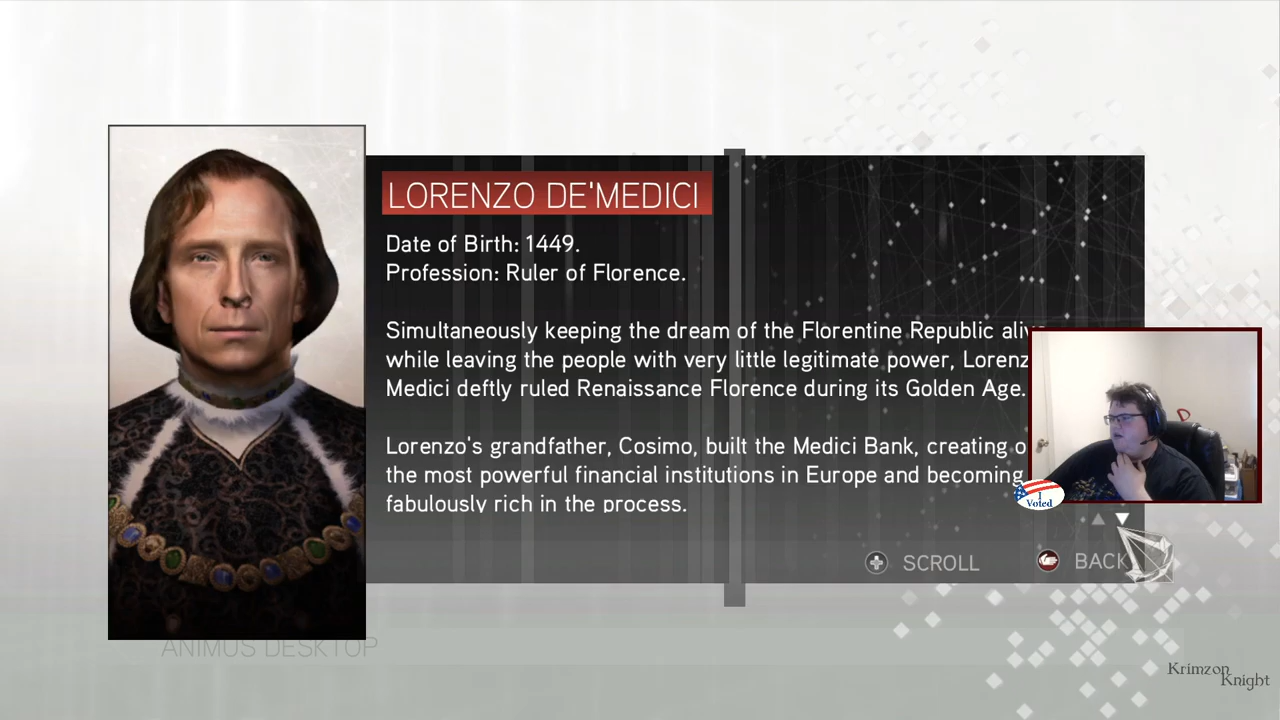 LORENZO DE'MEDICI
Date of Birth: 1449.
Profession: Ruler of Florence.
Simultaneously keeping the dream of the Florentine Republic
while leaving the people with very little legitimate power,
Medici deftly ruled Renaissance Florence during its Golden Age.
Lorenzo's grandfather, Cosimo, built the Medici Bank, creating
the most powerful financial institutions in Europe and becoming
fabulously rich in the process.
I
Voted
SCROLL
BACK
ANIMUS DESKTOP
Krimzon
Knight